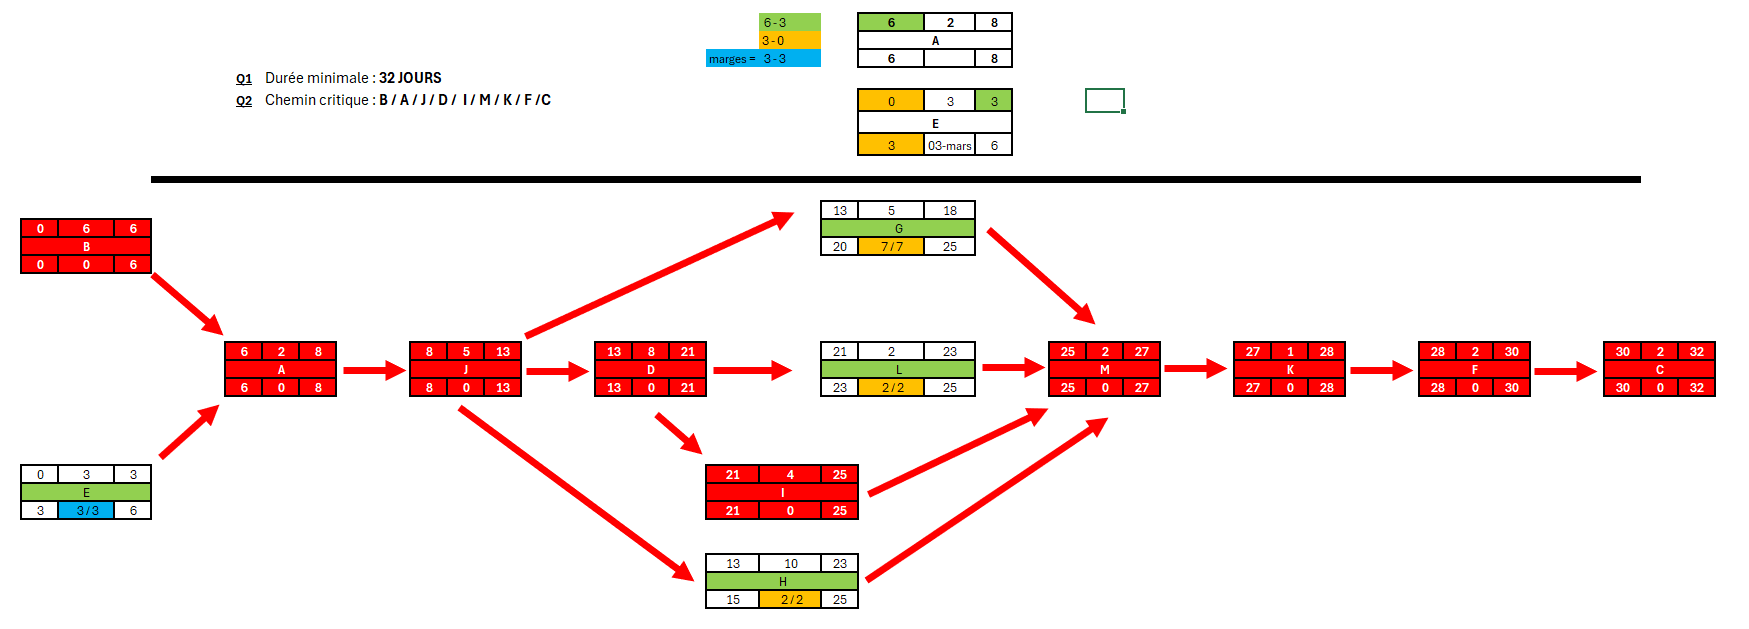 6 - 3
3 - 0
marges = 3 - 3
6 2 8
A
6 8
Q1 Durée minimale : 32 JOURS
Q2 Chemin critique : B / A / J / D / I / M / K / F /C
0 3 3
E
3 03-mars 6
13 5 18
G
20 7 / 7 25
0 6 6
B
0 0 6
6 2 8
A
6 0 8
8 5 13
J
8 0 13
13 8 21
D
13 0 21
21 2 23
L
23 2 / 2 25
25 2 27
M
25 0 27
27 1 28
K
27 0 28
28 2 30
F
28 0 30
30 2 32
C
30 0 32
0 3 3
E
3 3 / 3 6
21 4 25
I
21 0 25
13 10 23
H
15 2 / 2 25